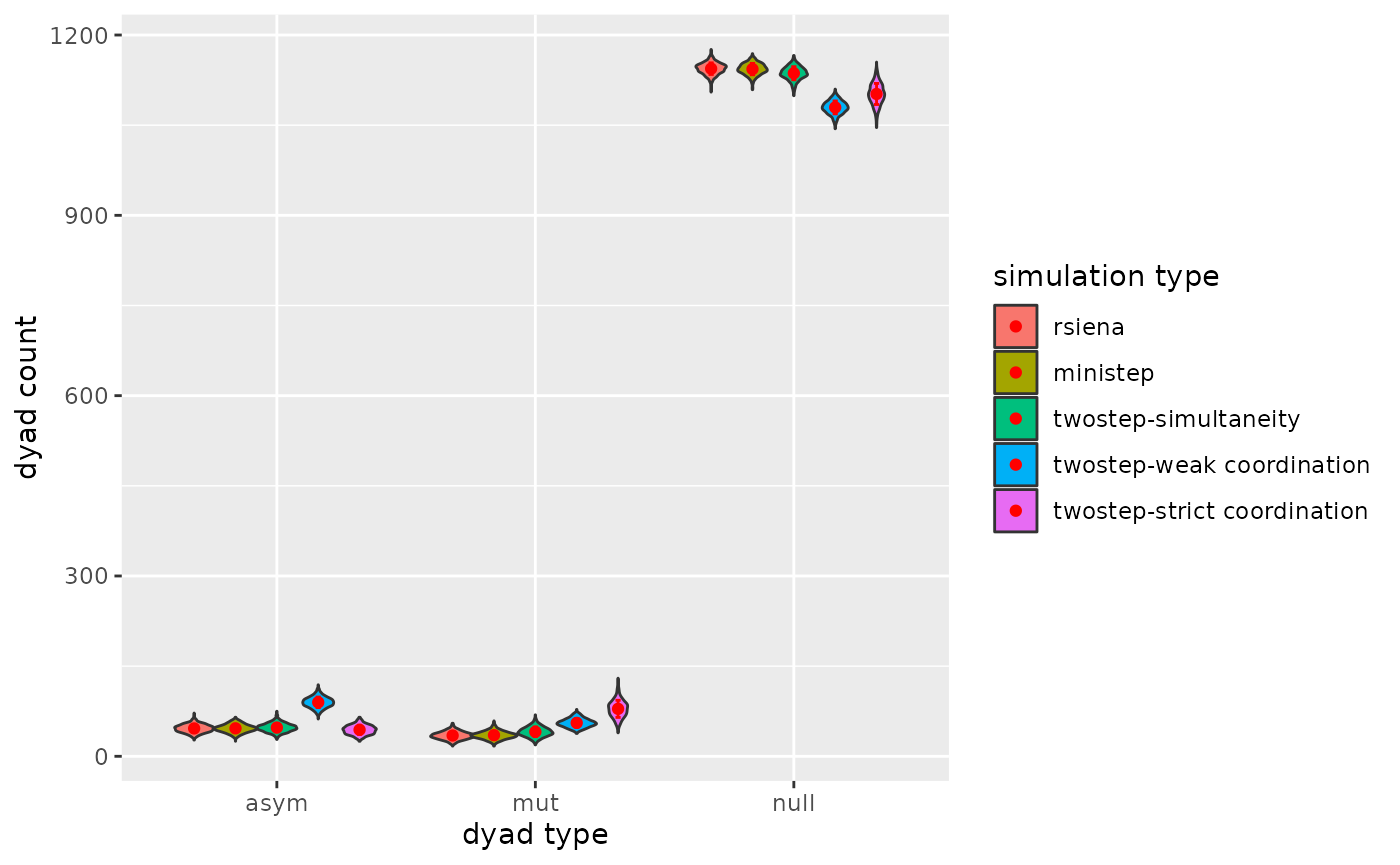 1200
900
600
300
0
dyad count
asym
mut
null
dyad type
simulation type
rsiena
ministep
twostep-simultaneity
twostep-weak coordination
twostep-strict coordination